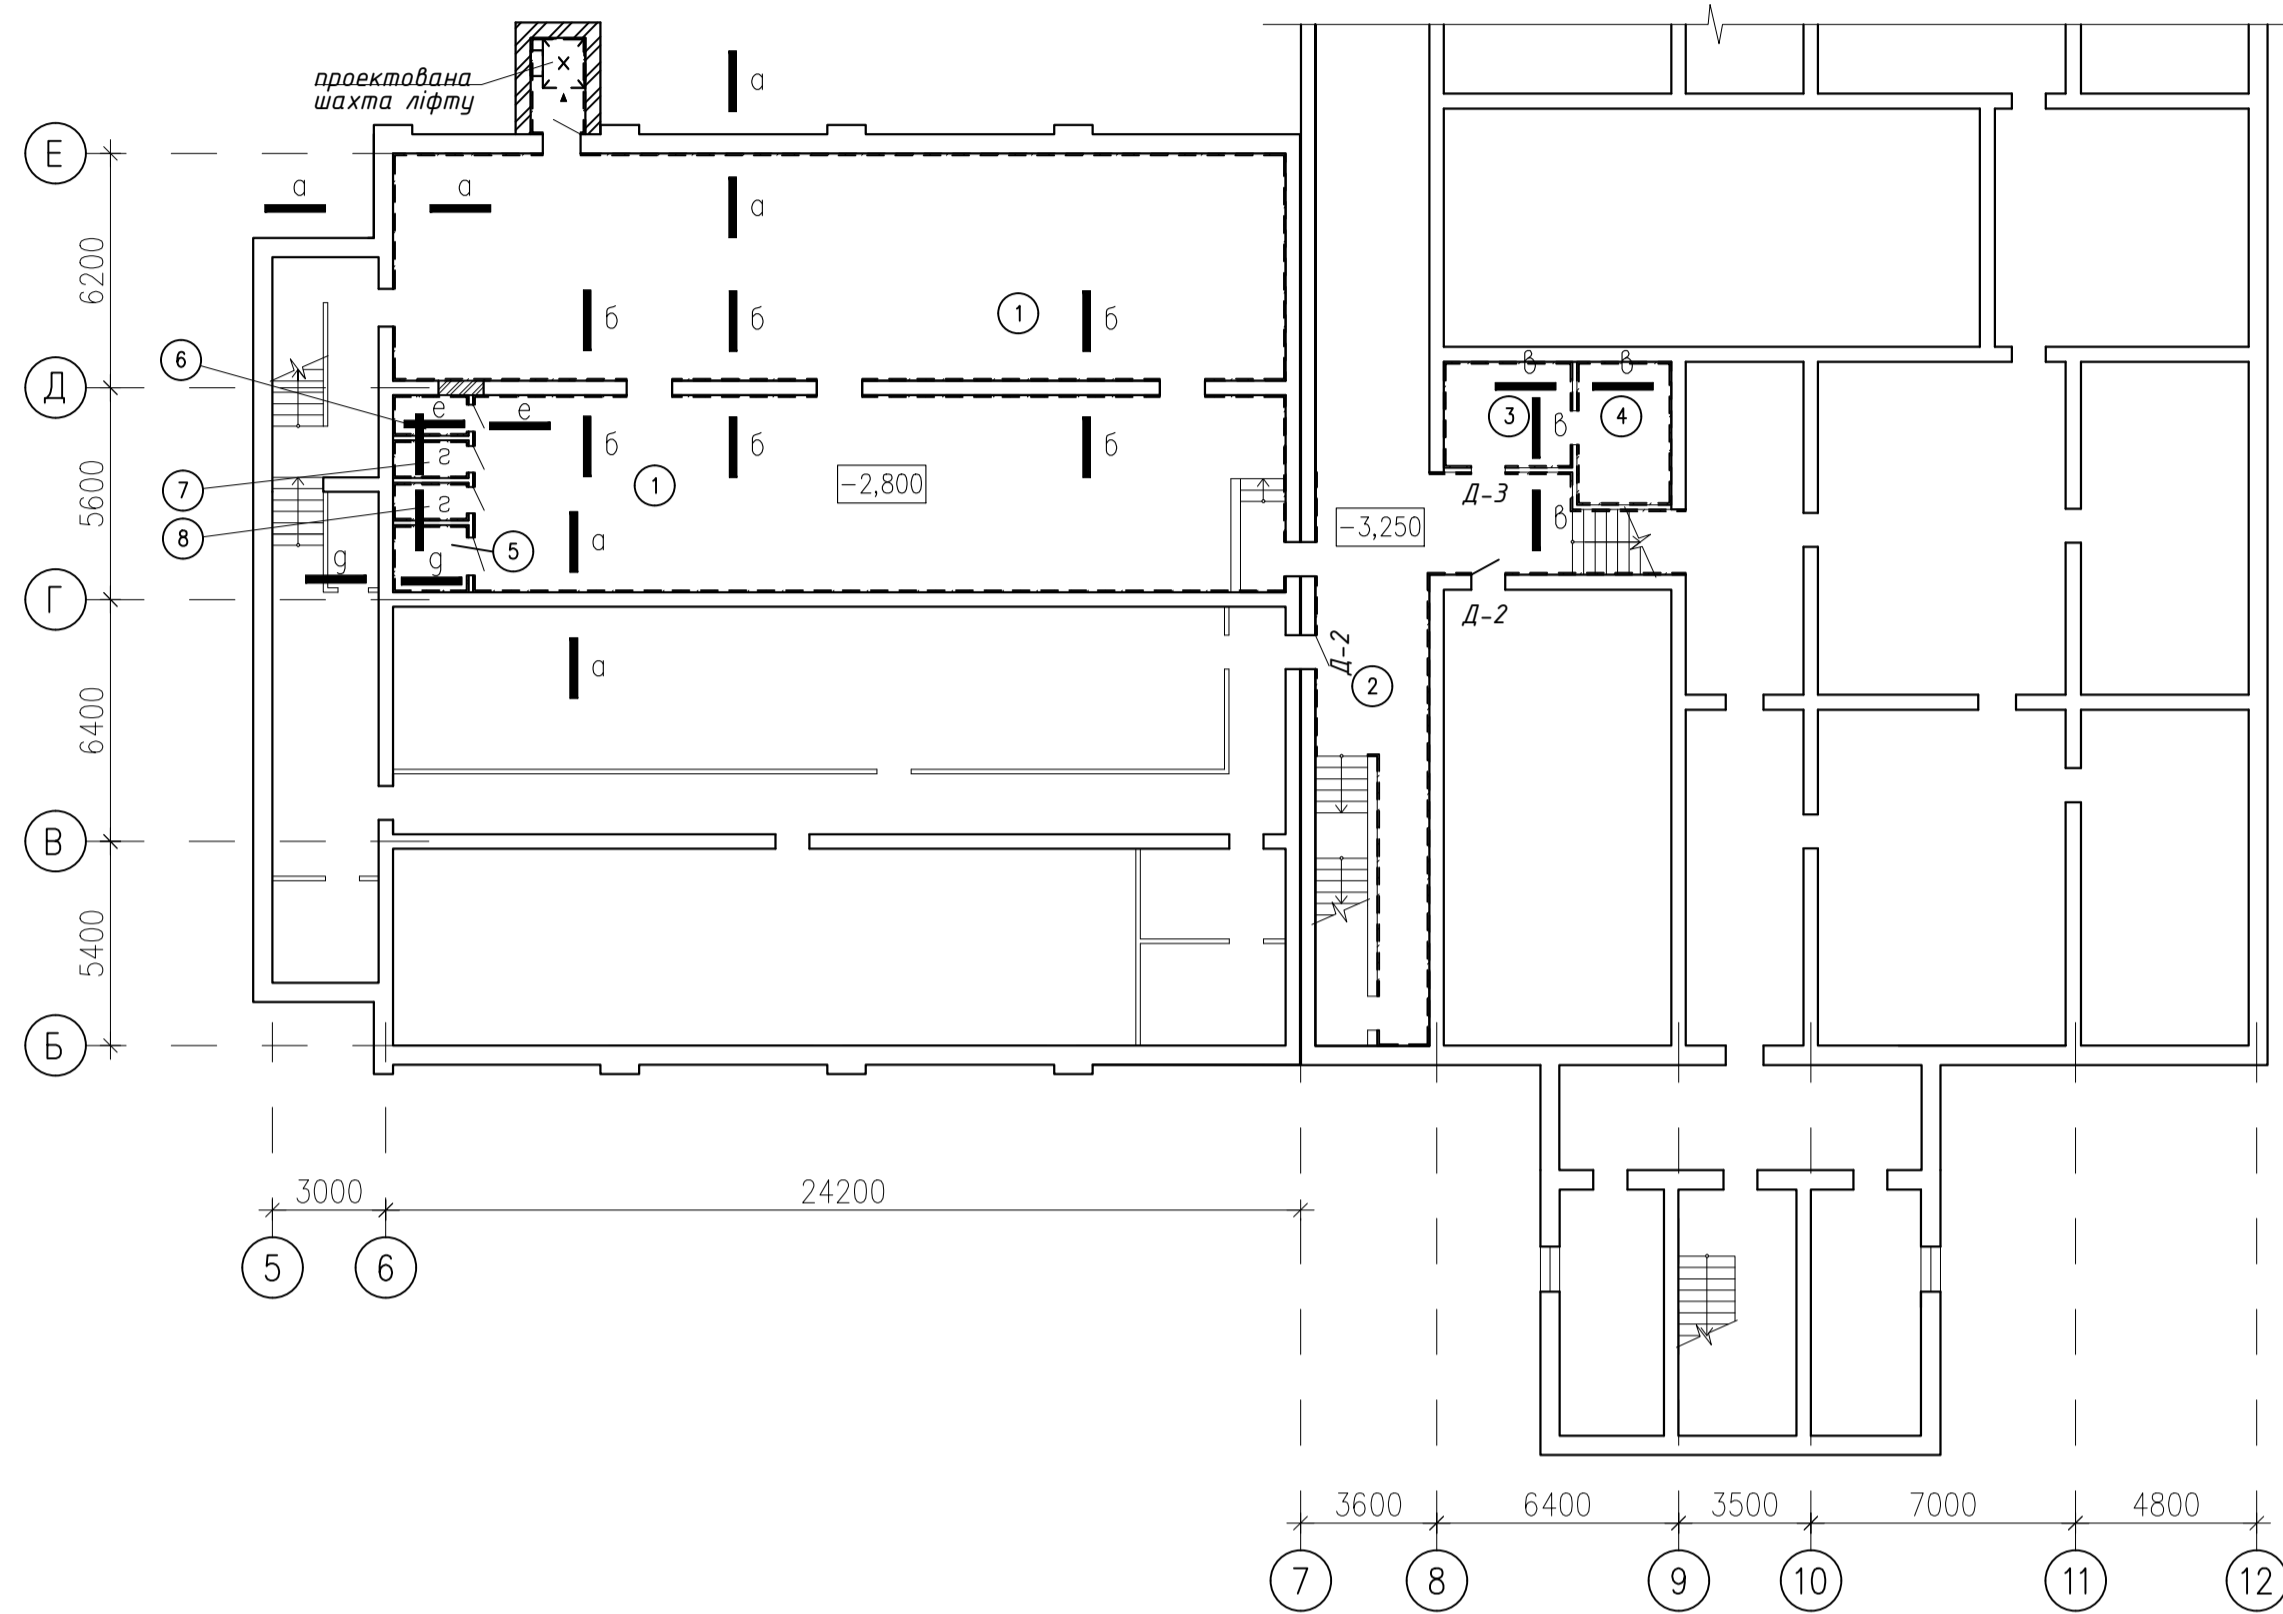 проектована
шахта ліфту
а
Е
а
а
а
6200
б
б
1
б
6
Д
в
в
е
е
3
4
в
б
б
б
7
г
1
-2,800
Д-3
5600
г
-3,250
в
8
5
а
д
д
Г
Д-2
Д-2
а
2
6400
В
5400
Б
3000
24200
5
6
3600
6400
3500
7000
4800
7
8
9
10
11
12